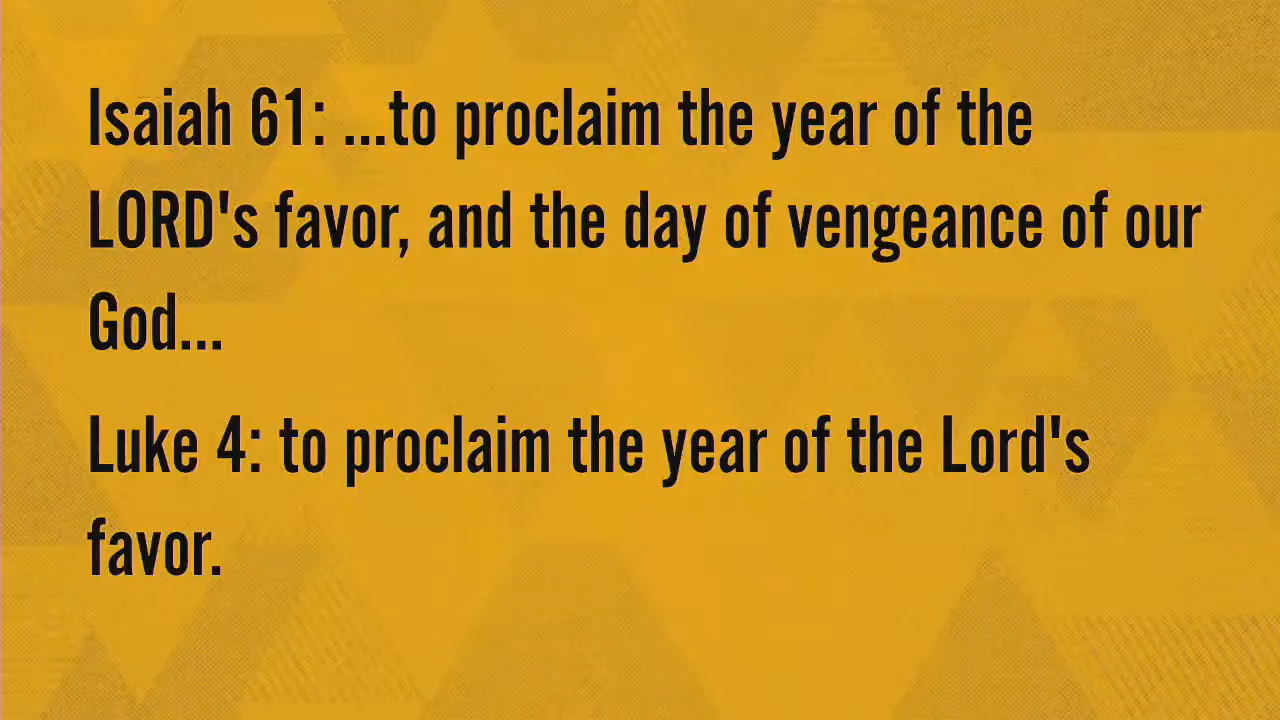 Isaiah 61: ...to proclaim the year of the
LORD's favor, and the day of vengeance of our
God...
Luke 4: to proclaim the year of the Lord's
favor.